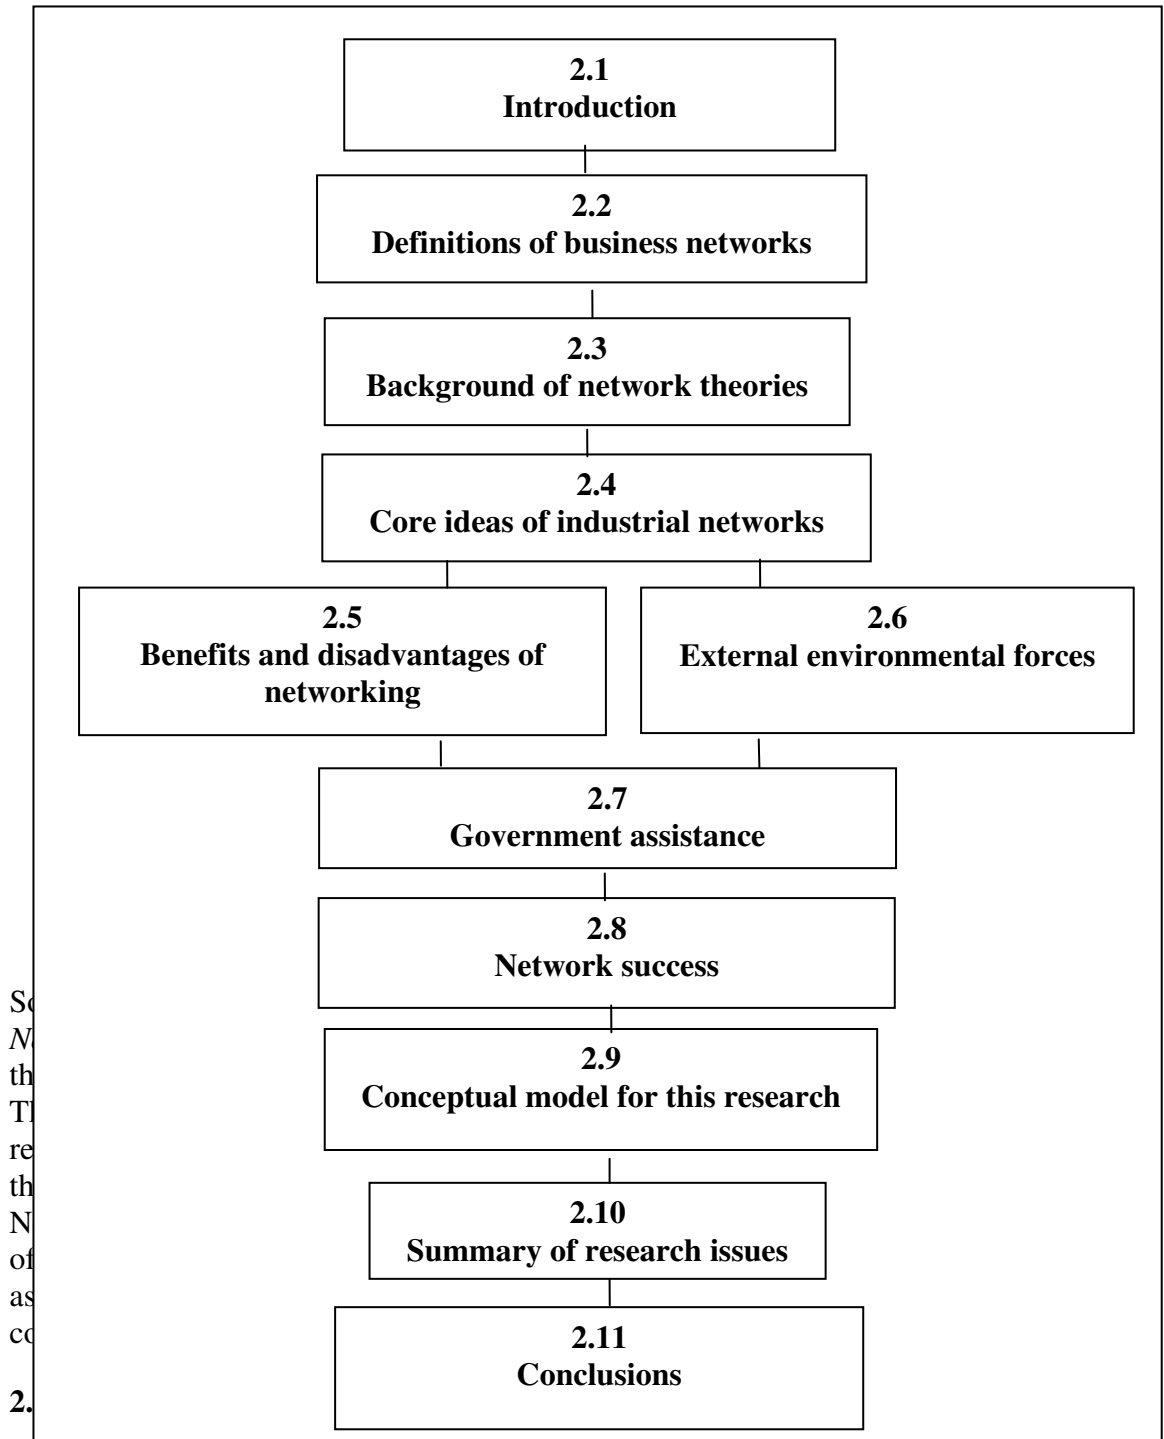 2.1
Introduction
2.2
Definitions of business networks
2.3
Background of network theories
2.4
Core ideas of industrial networks
2.5
Benefits and disadvantages of
networking
2.6
External environmental forces
2.7
Government assistance
2.8
Network success
2.9
Conceptual model for this research
2.10
Summary of research issues
2.11
Conclusions
2.